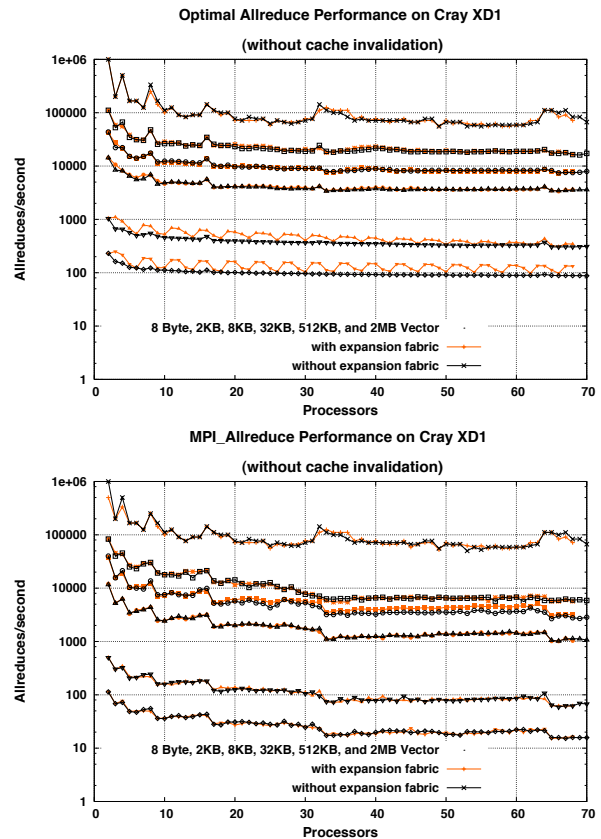 Optimal Allreduce Performance on Cray XD1
(without cache invalidation)
1e+06
100000
10000
1000
100
10
1
Allreduces/second
8 Byte, 2KB, 8KB, 32KB, 512KB, and 2MB Vector
with expansion fabric
without expansion fabric
0 10 20 30 40 50 60 70
Processors
MPI_Allreduce Performance on Cray XD1
(without cache invalidation)
1e+06
100000
10000
1000
100
10
1
Allreduces/second
8 Byte, 2KB, 8KB, 32KB, 512KB, and 2MB Vector
with expansion fabric
without expansion fabric
0 10 20 30 40 50 60 70
Processors